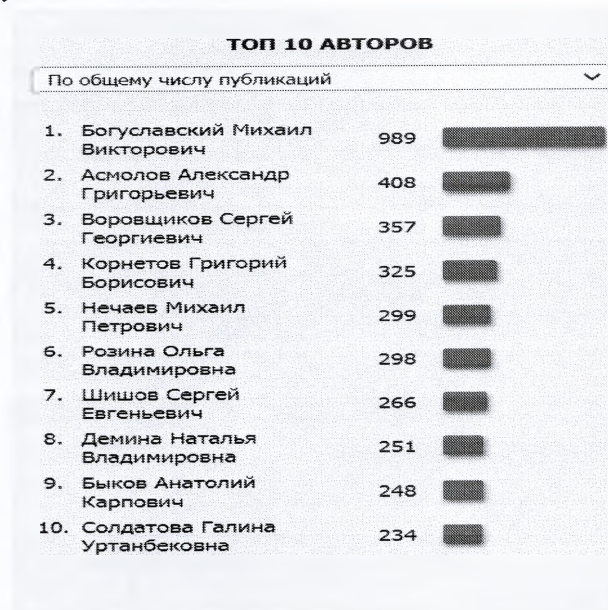 ТОП 10 АВТОРОВ
По общему числу публикаций
1. Богуславский Михаил
Викторович 989
2. Асмолов Александр
Григорьевич 408
3. Воровщиков Сергей
Георгиевич 357
4. Корнетов Григорий
Борисович 325
5. Нечаев Михаил
Петрович 299
6. Розина Ольга
Владимировна 298
7. Шишов Сергей
Евгеньевич 266
8. Демина Наталья
Владимировна 251
9. Быков Анатолий
Карпович 248
10. Солдатова Галина
Уртанбековна 234